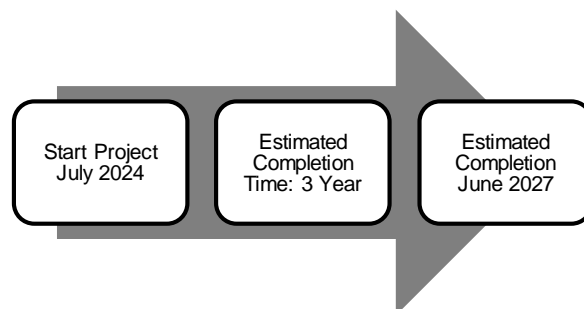 Start Project
July 2024
Estimated
Completion
Time: 3 Year
Estimated
Completion
June 2027